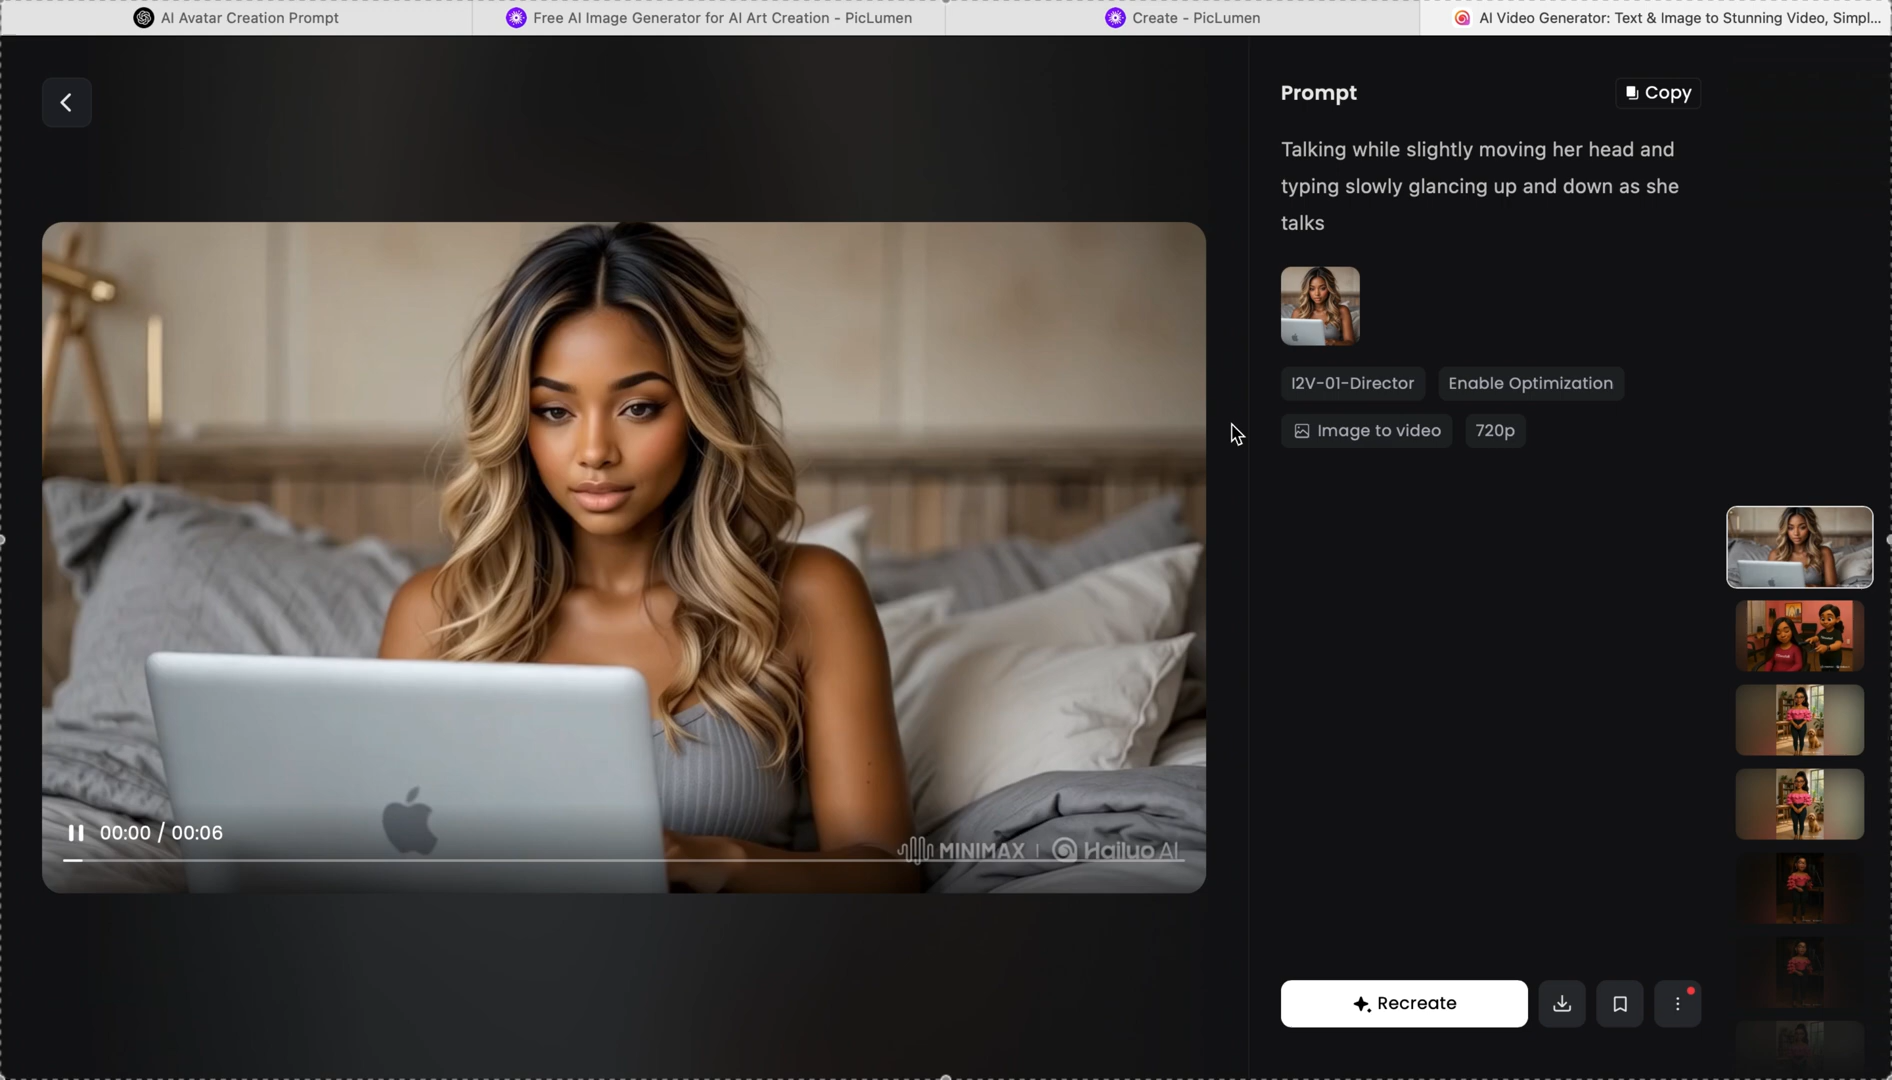 AI Avatar Creation Prompt
Free AI Image Generator for AI Art Creation - PicLumen
Create - PicLumen
AI Video Generator: Text & Image to Stunning Video, Simpl...
Prompt
Copy
Talking while slightly moving her head and
typing slowly glancing up and down as she
talks
I2V-01-Director
Enable Optimization
Image to video
720p
00:00 / 00:06
MINIMAX | Hailuo AI
Recreate